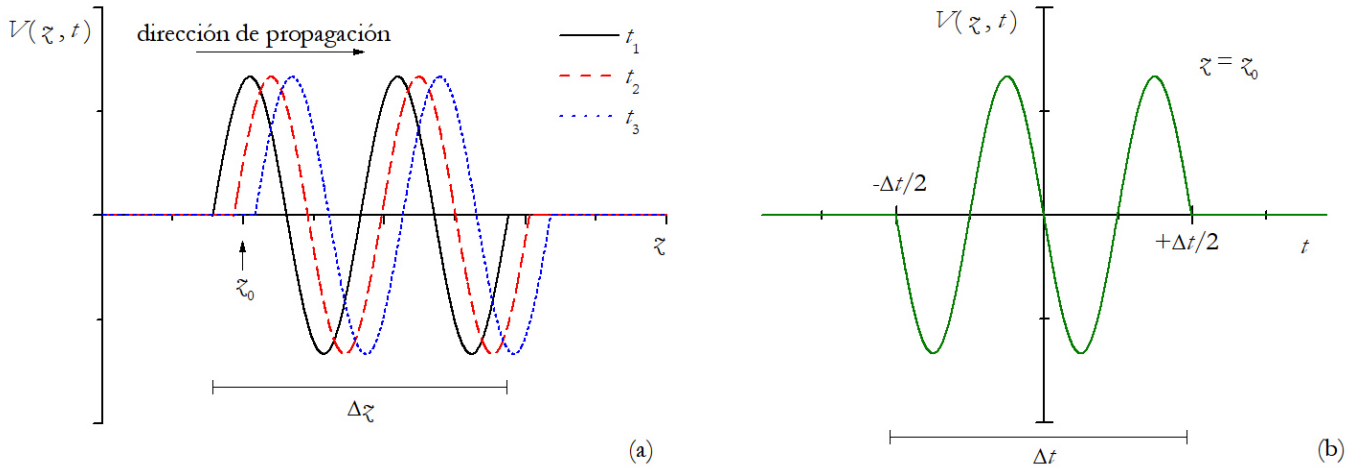 V(z, t)
dirección de propagación
t₁
t₂
t₃
z₀
z
Δz
(a)
V(z, t)
z = z₀
-Δt/2
+Δt/2
t
Δt
(b)